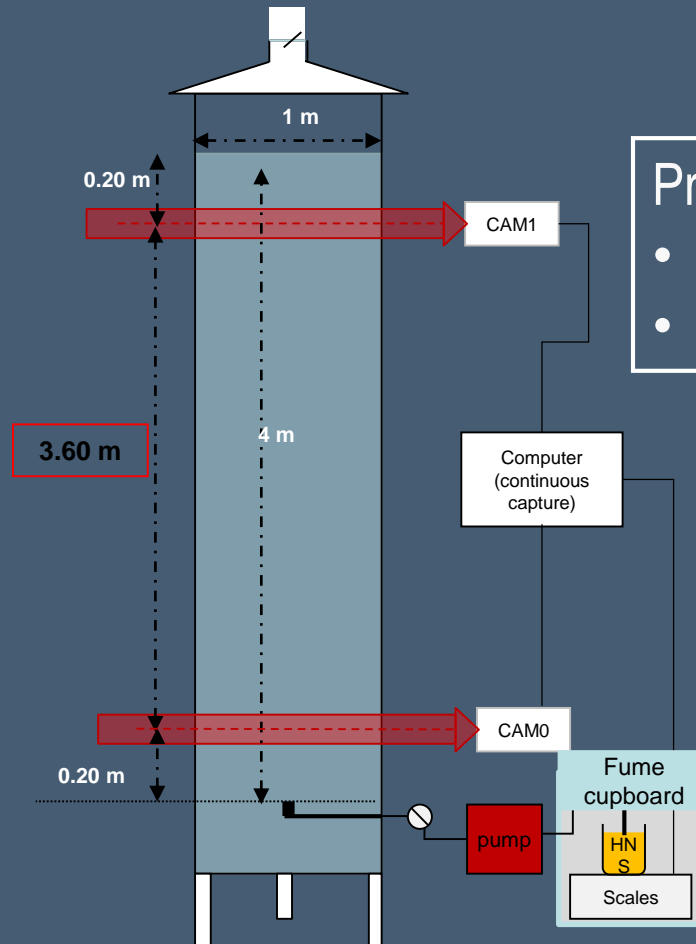 1 m
0.20 m
CAM1
Pr
•
•
4 m
3.60 m
Computer
(continuous
capture)
CAM0
0.20 m
Fume
cupboard
pump
HN
S
Scales